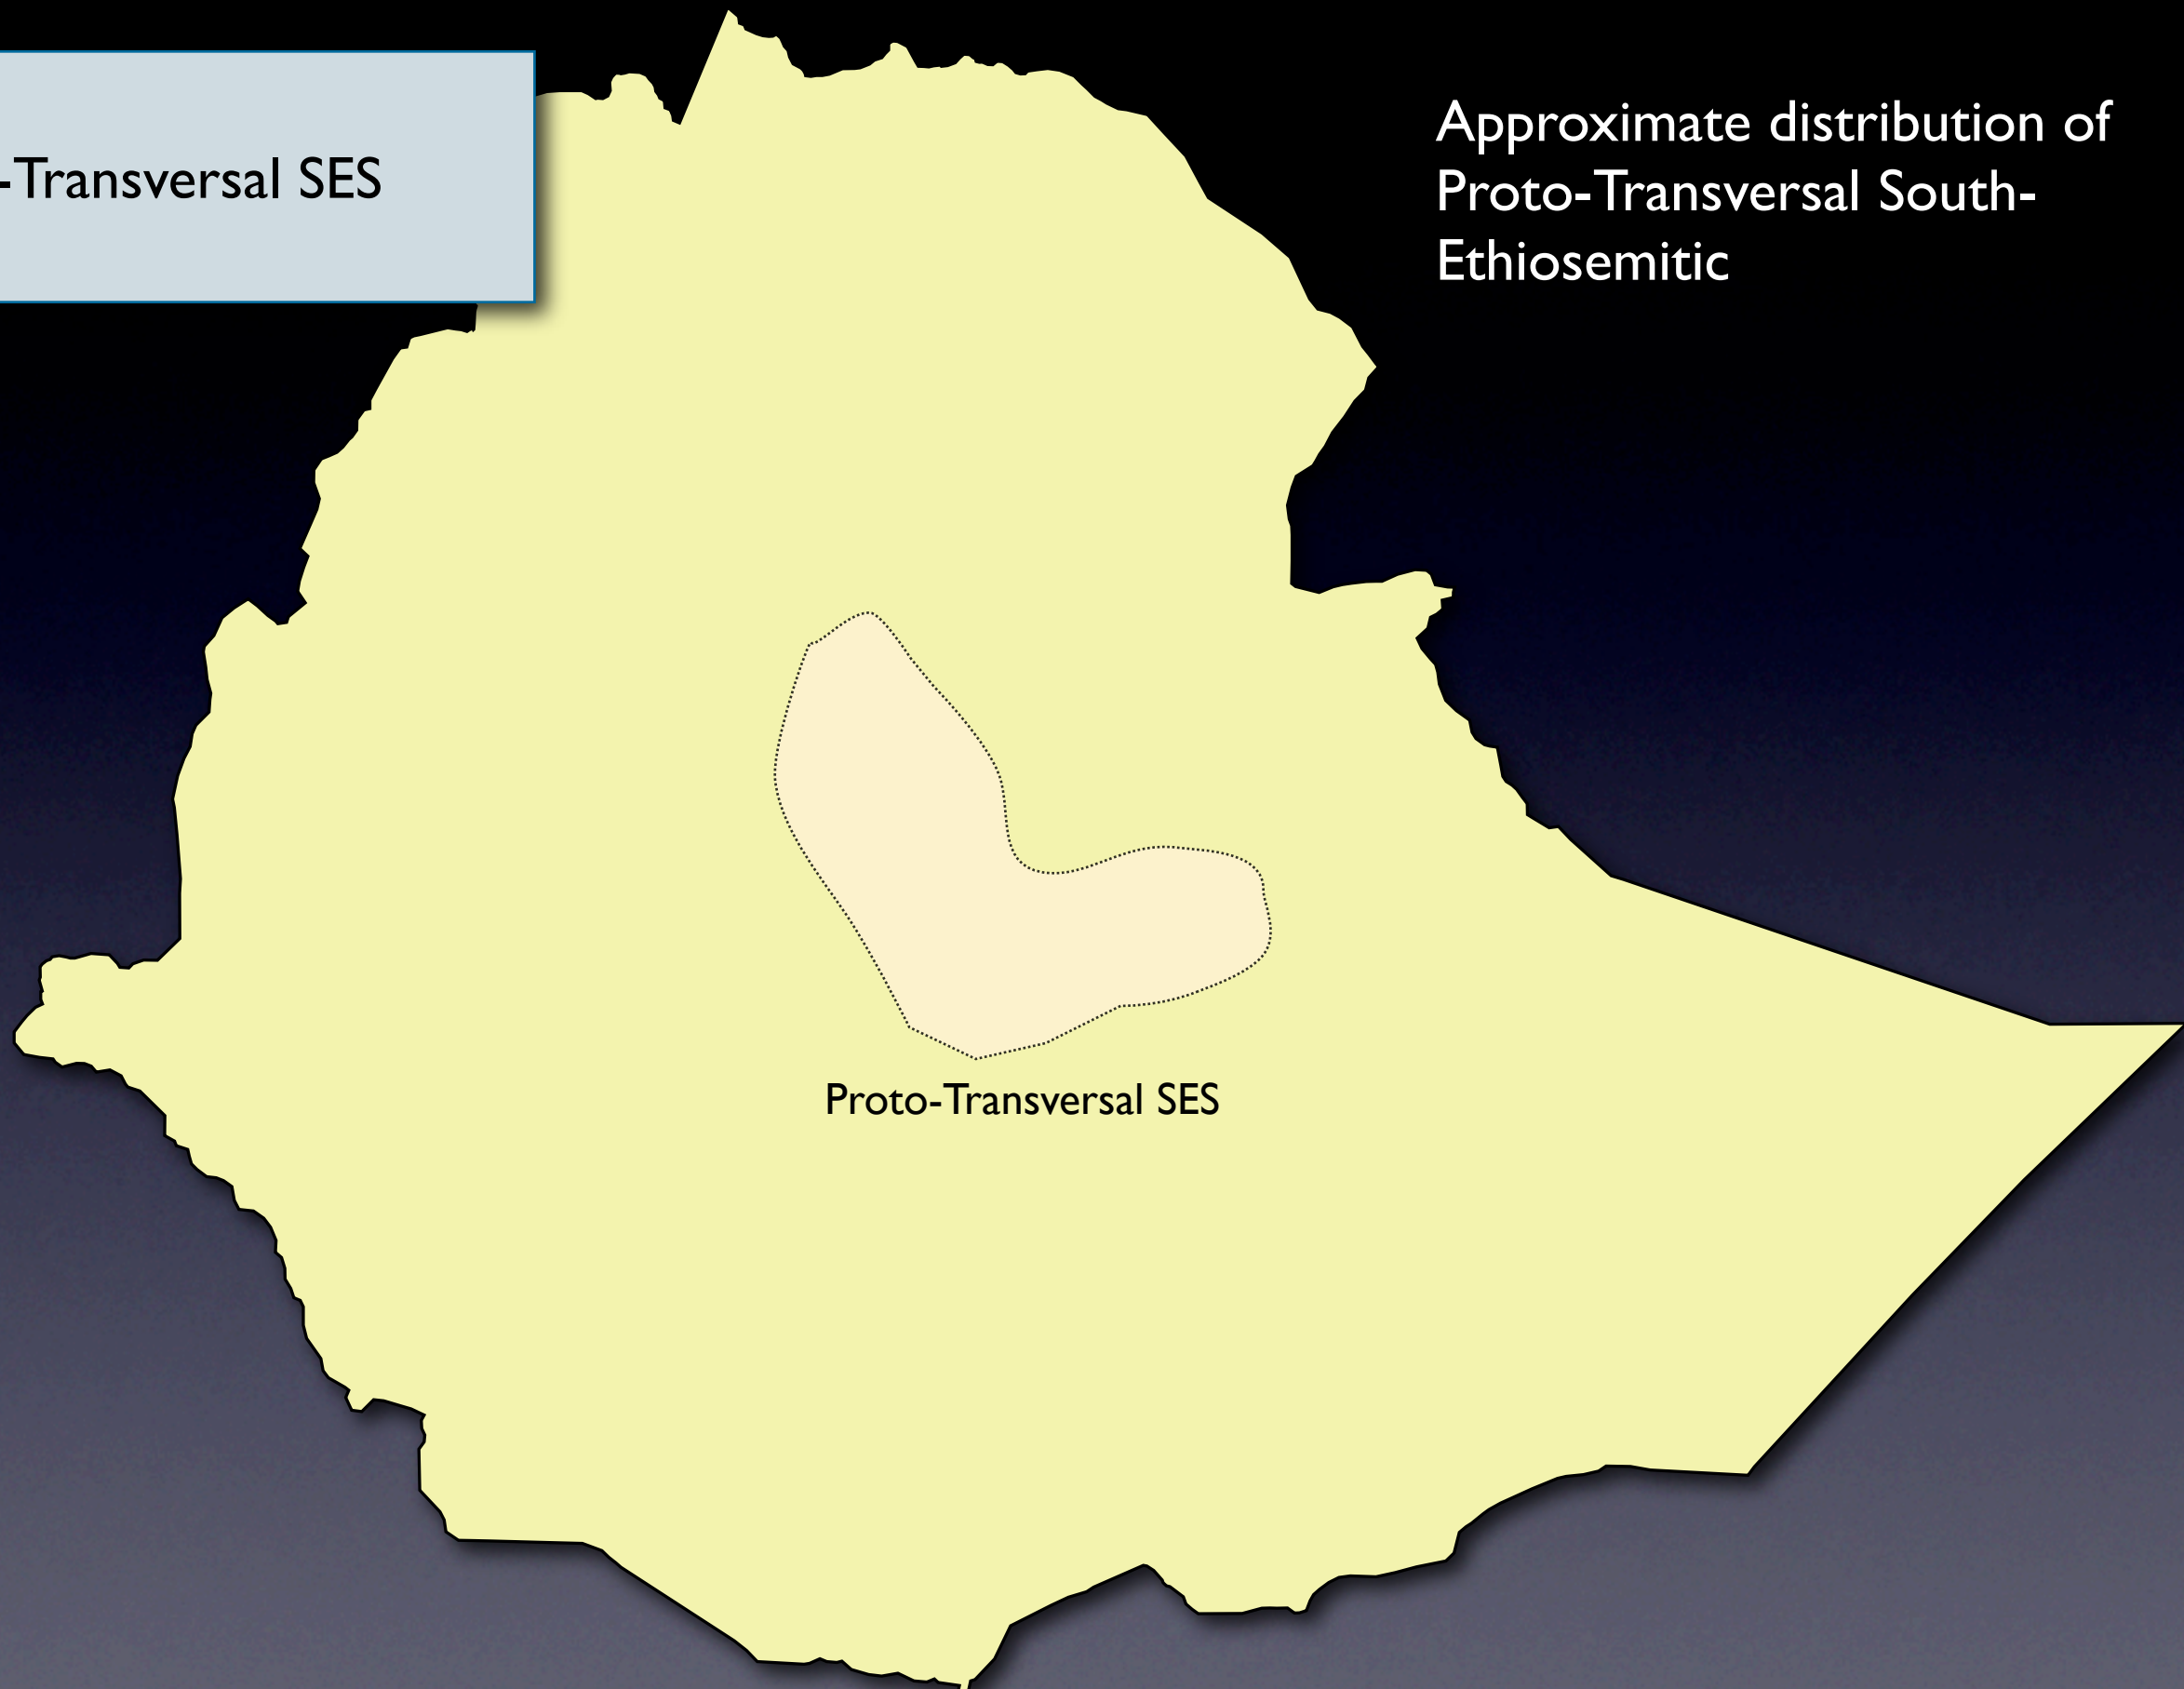 -Transversal SES
Approximate distribution of
Proto-Transversal South-
Ethiosemitic
Proto-Transversal SES